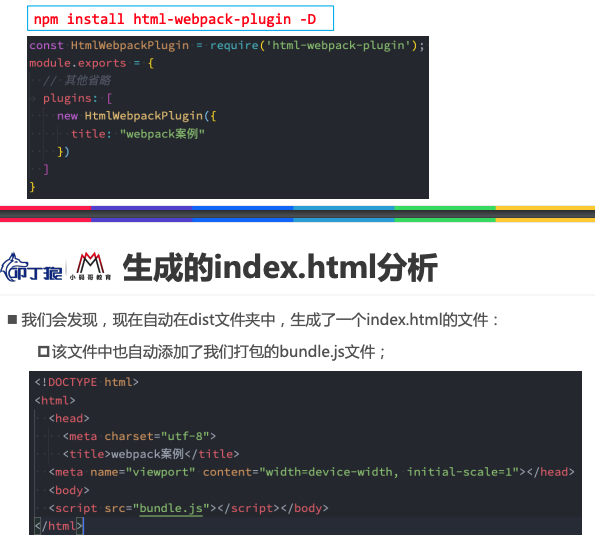 npm install html-webpack-plugin -D
const HtmlWebpackPlugin = require('html-webpack-plugin');
module.exports = {
// 其他省略
plugins: [
new HtmlWebpackPlugin({
title: "webpack案例"
})
]
}
叩丁狼 小码哥教育 生成的index.html分析
我们会发现，现在自动在dist文件夹中，生成了一个index.html的文件：
该文件中也自动添加了我们打包的bundle.js文件；
<!DOCTYPE html>
<html>
<head>
<meta charset="utf-8">
<title>webpack案例</title>
<meta name="viewport" content="width=device-width, initial-scale=1"></head>
<body>
<script src="bundle.js"></script></body>
</html>